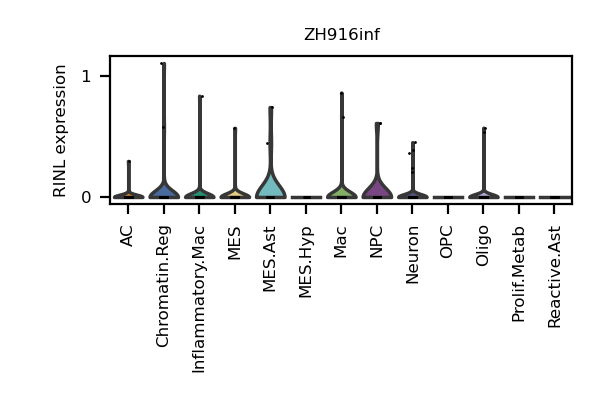 ZH916inf
RINL expression
1
0
AC
Chromatin.Reg
Inflammatory.Mac
MES
MES.Ast
MES.Hyp
Mac
NPC
Neuron
OPC
Oligo
Prolif.Metab
Reactive.Ast